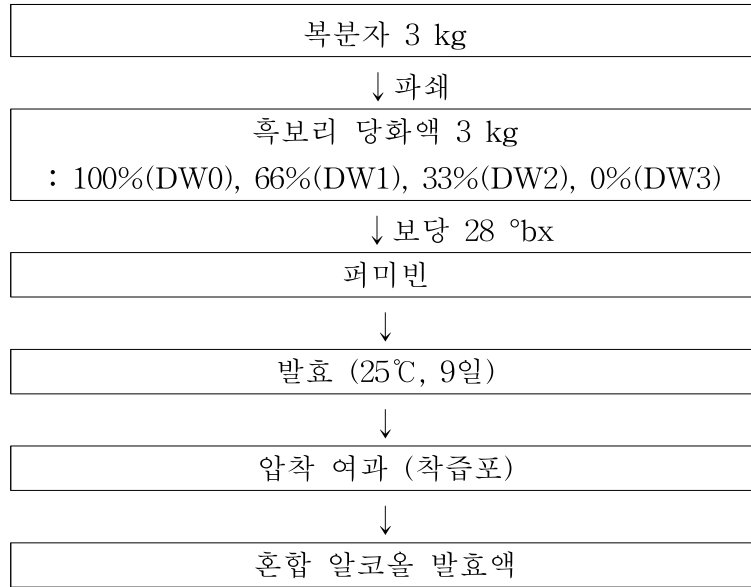 복분자 3 kg
↓파쇄
흑보리 당화액 3 kg
: 100%(DW0), 66%(DW1), 33%(DW2), 0%(DW3)
↓보당 28 °bx
퍼미빈
↓
발효 (25℃, 9일)
↓
압착 여과 (착즙포)
↓
혼합 알코올 발효액